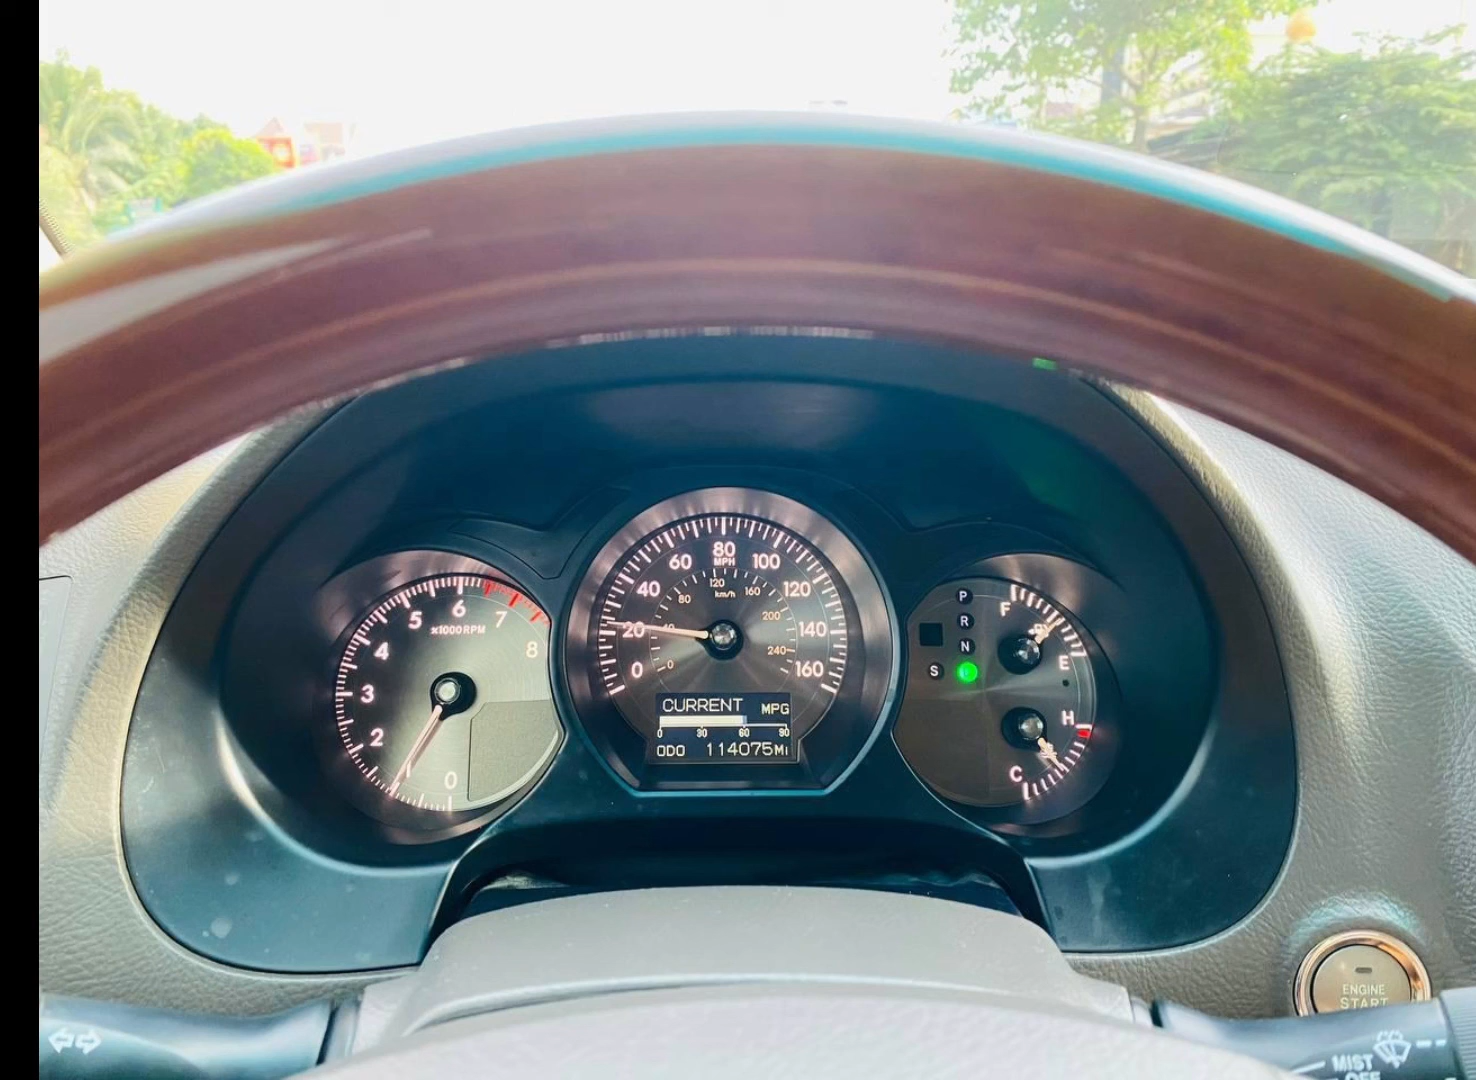 0 1 2 3 4 5 6 7 8
x1000RPM
0 20 40 60 80 100 120 140 160
MPH
0 40 80 120 160 200 240
km/h
CURRENT MPG
0 30 60 90
ODO 114075Mi
P
R
N
S
F
E
H
C
ENGINE
START
MIST
OFF